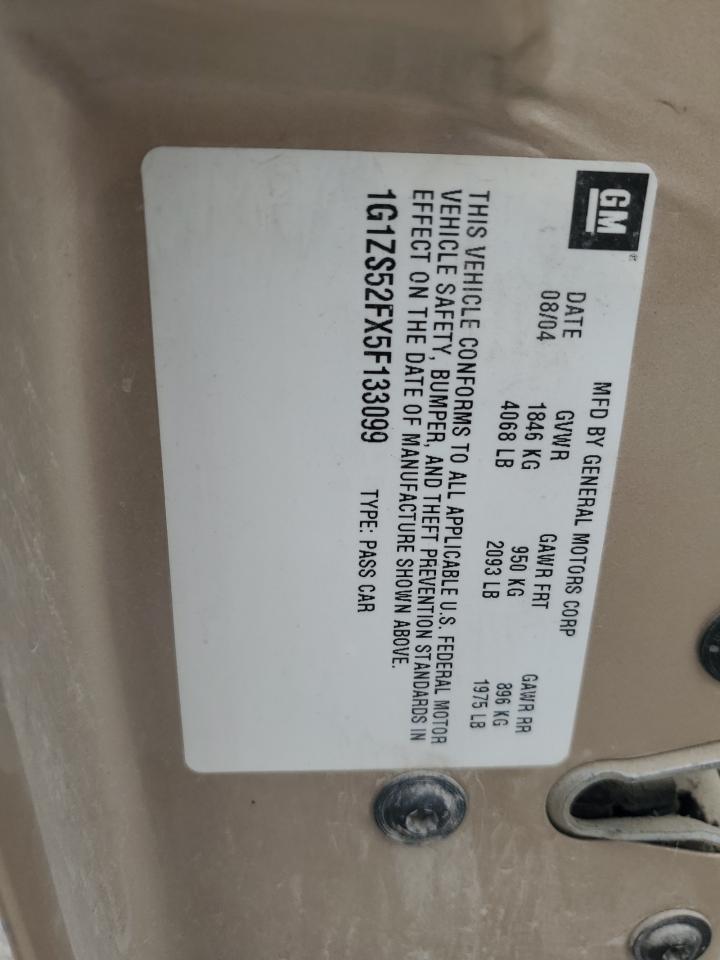 GM
MFD BY GENERAL MOTORS CORP
DATE GVWR GAWR FRT GAWR RR
08/04 1846 KG 950 KG 896 KG
4068 LB 2093 LB 1975 LB
THIS VEHICLE CONFORMS TO ALL APPLICABLE U.S. FEDERAL MOTOR
VEHICLE SAFETY, BUMPER, AND THEFT PREVENTION STANDARDS IN
EFFECT ON THE DATE OF MANUFACTURE SHOWN ABOVE.
1G1ZS52FX5F133099 TYPE: PASS CAR